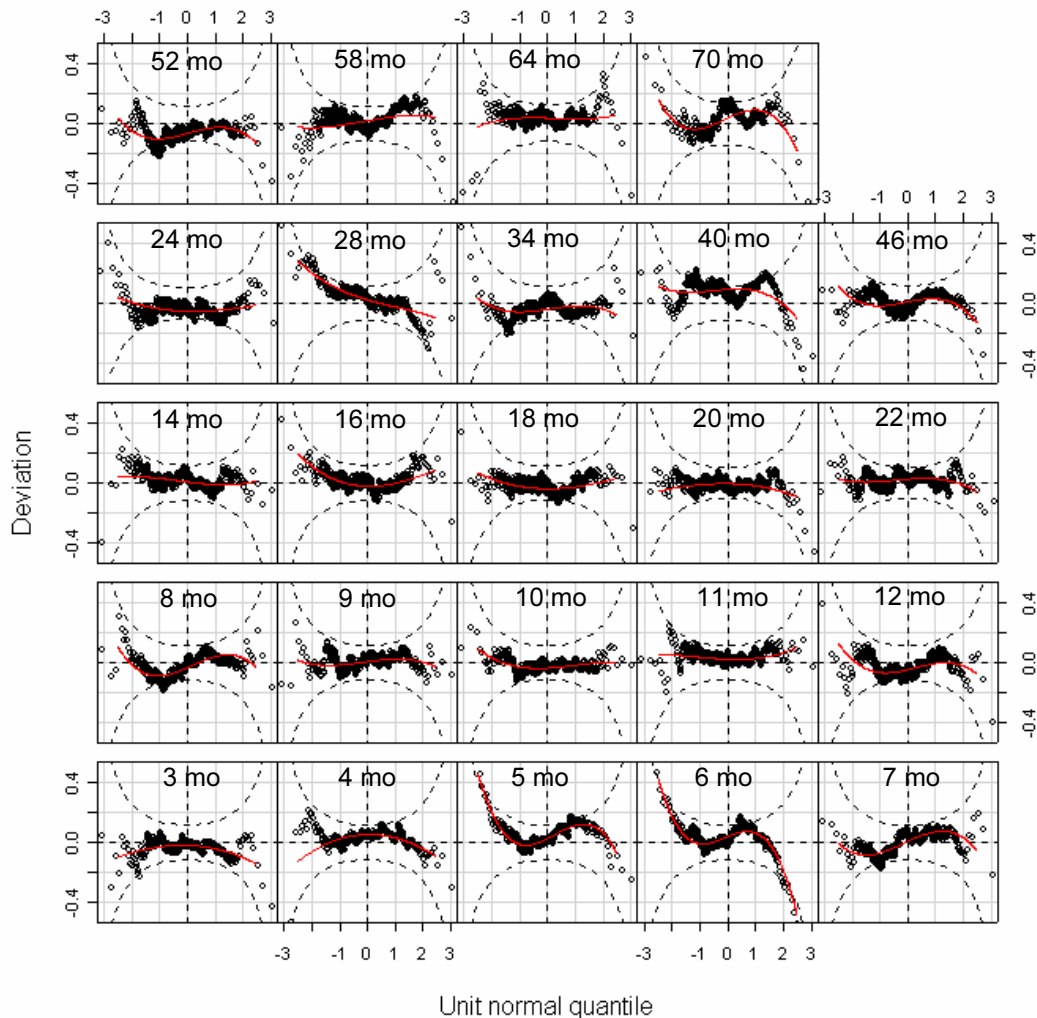 -3 -1 0 1 2 3 -3 -1 0 1 2 3
52 mo 58 mo 64 mo 70 mo
0.4
0.0
-0.4
-3 -1 0 1 2 3
24 mo 28 mo 34 mo 40 mo 46 mo
0.4
0.0
-0.4
14 mo 16 mo 18 mo 20 mo 22 mo
0.4
0.0
-0.4
Deviation
8 mo 9 mo 10 mo 11 mo 12 mo
0.4
0.0
-0.4
3 mo 4 mo 5 mo 6 mo 7 mo
0.4
0.0
-0.4
-3 -1 0 1 2 3 -3 -1 0 1 2 3
Unit normal quantile